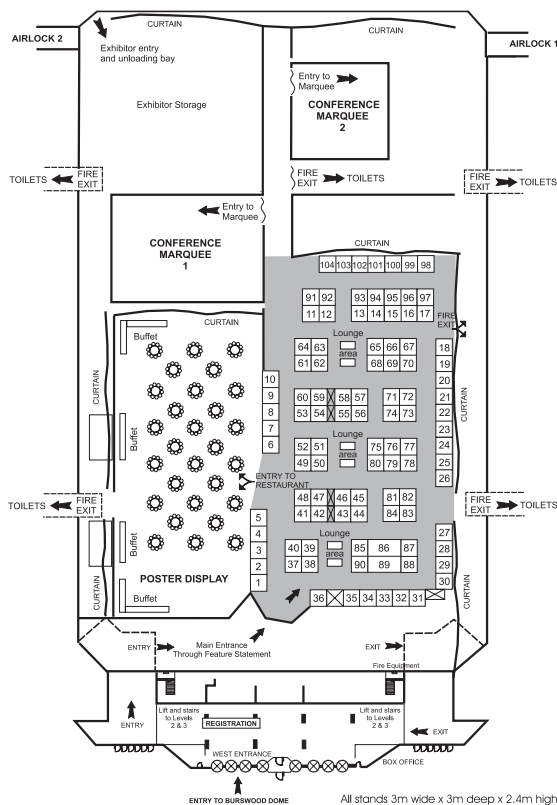 CURTAIN
CURTAIN
AIRLOCK 2
AIRLOCK 1
Exhibitor entry
and unloading bay
Entry to
Marquee
Exhibitor Storage
CONFERENCE
MARQUEE
2
TOILETS
FIRE
EXIT
FIRE
EXIT
TOILETS
FIRE
EXIT
TOILETS
Entry to
Marquee
CONFERENCE
MARQUEE
1
CURTAIN
104 103 102 101 100 99 98
91 92
93 94 95 96 97
11 12
13 14 15 16 17
FIRE
EXIT
CURTAIN
Buffet
Lounge
area
64 63
65 66 67
61 62
68 69 70
18
19
20
21
22
23
24
25
26
10
9
8
7
6
CURTAIN
CURTAIN
60 59 58 57
71 72
53 54 55 56
74 73
Buffet
Lounge
area
52 51
75 76 77
49 50
80 79 78
ENTRY TO
RESTAURANT
48 47 46 45
81 82
41 42 43 44
84 83
TOILETS
FIRE
EXIT
FIRE
EXIT
TOILETS
5
4
3
2
1
Lounge
area
40 39
85 86 87
37 38
90 89 88
27
28
29
30
Buffet
CURTAIN
CURTAIN
POSTER DISPLAY
Buffet
36 35 34 33 32 31
ENTRY
Main Entrance
Through Feature Statement
EXIT
Fire Equipment
Lift and stairs
to Levels
2 & 3
Lift and stairs
to Levels
2 & 3
ENTRY
REGISTRATION
EXIT
WEST ENTRANCE
BOX OFFICE
ENTRY TO BURSWOOD DOME
All stands 3m wide x 3m deep x 2.4m high